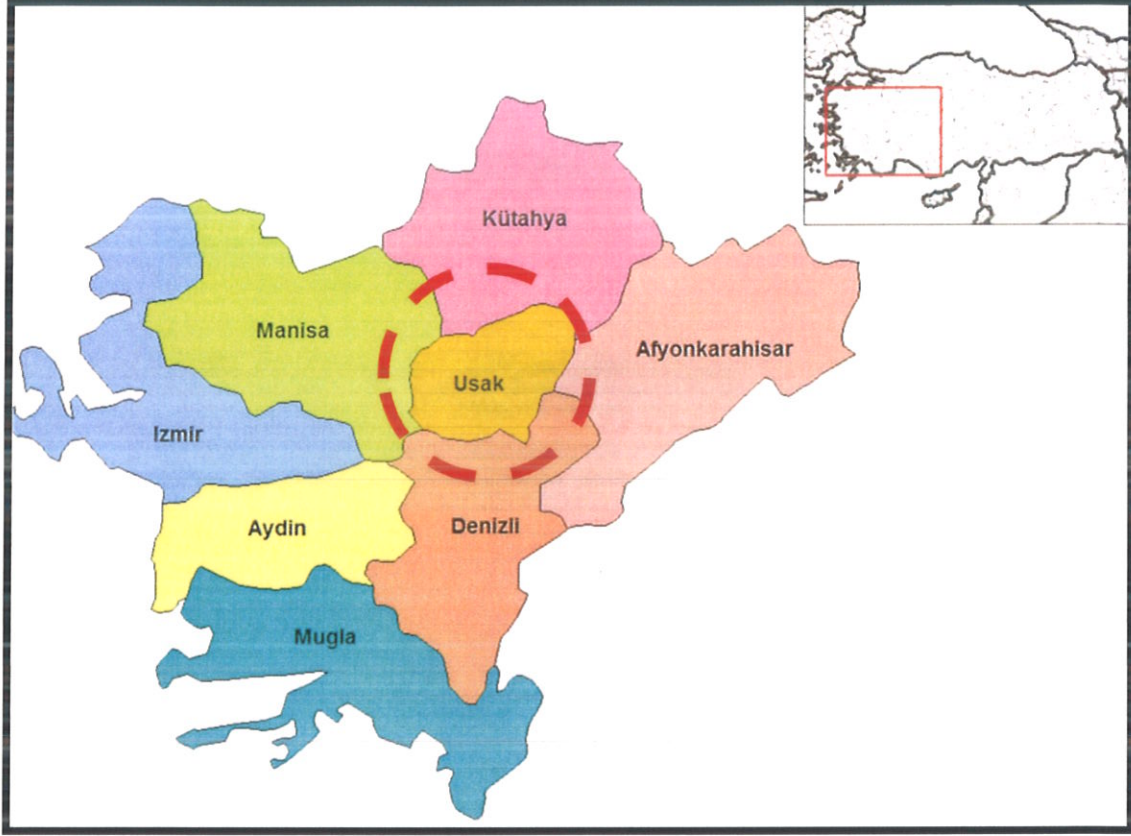 Kütahya
Manisa
Afyonkarahisar
Usak
Izmir
Aydin
Denizli
Mugla